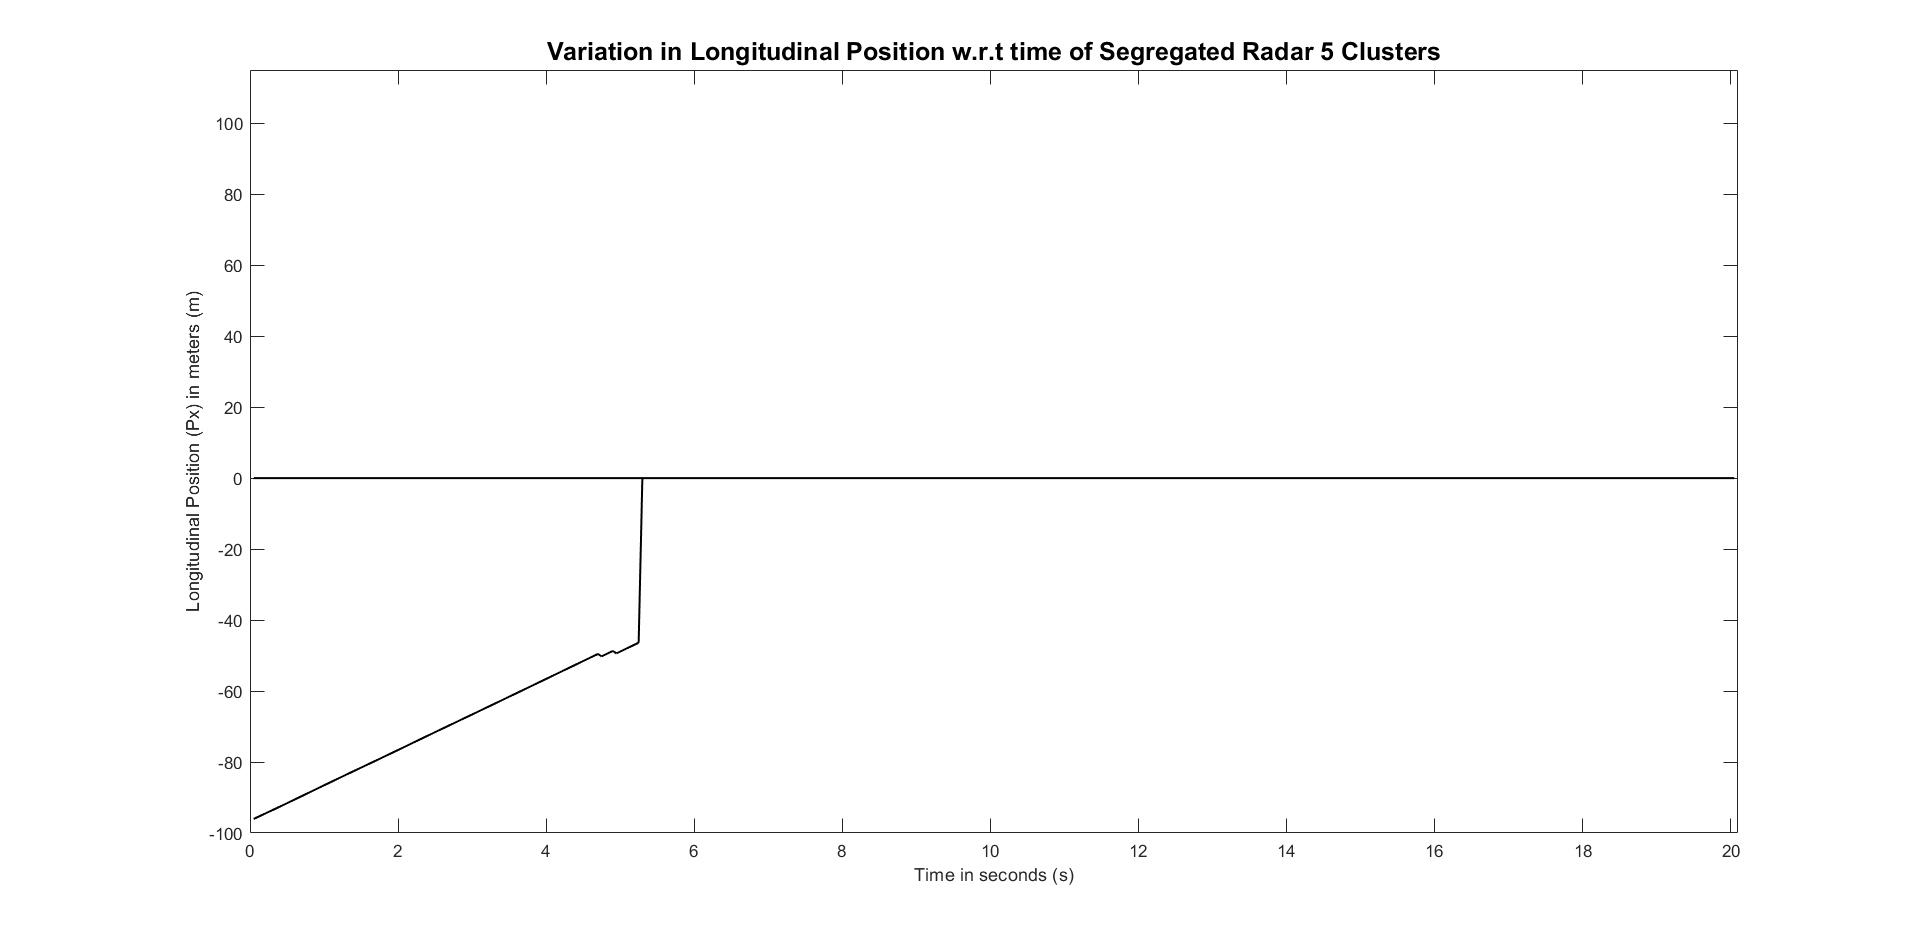 Variation in Longitudinal Position w.r.t time of Segregated Radar 5 Clusters
Longitudinal Position (Px) in meters (m)
100
80
60
40
20
0
-20
-40
-60
-80
-100
0 2 4 6 8 10 12 14 16 18 20
Time in seconds (s)